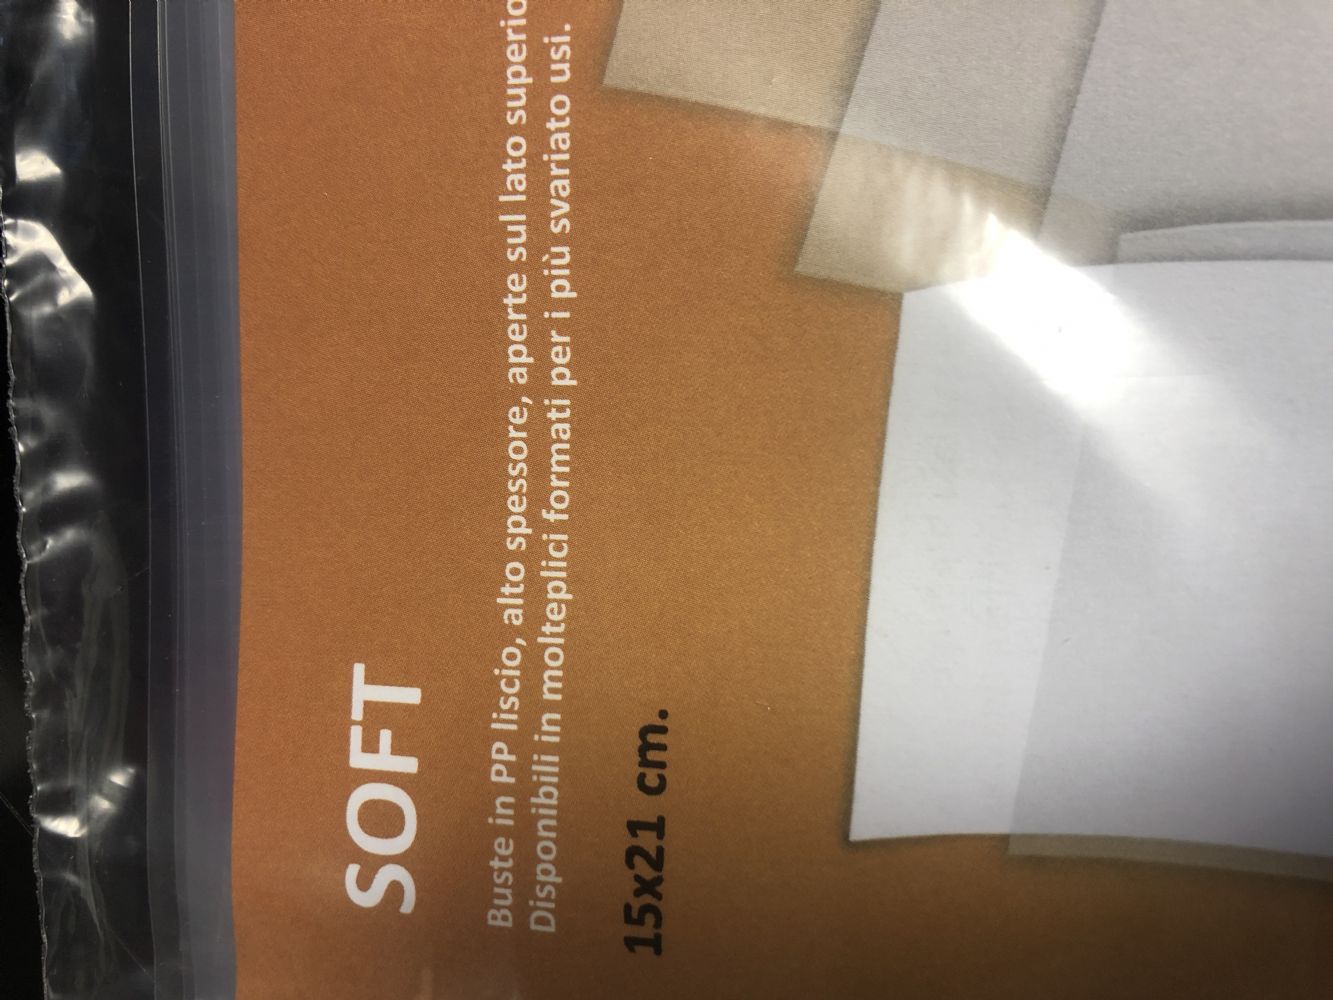 SOFT
Buste in PP liscio, alto spessore, aperte sul lato superio
Disponibili in molteplici formati per i più svariato usi.
15x21 cm.